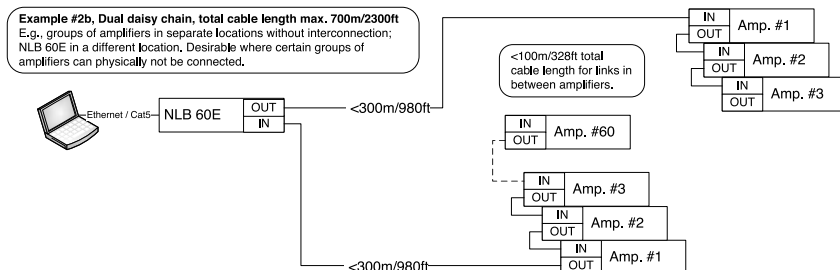 Example #2b, Dual daisy chain, total cable length max. 700m/2300ft
E.g., groups of amplifiers in separate locations without interconnection;
NLB 60E in a different location. Desirable where certain groups of
amplifiers can physically not be connected.
IN
OUT
Amp. #1
IN
OUT
Amp. #2
IN
OUT
Amp. #3
<100m/328ft total
cable length for links in
between amplifiers.
Ethernet / Cat5
NLB 60E
OUT
IN
<300m/980ft
IN
OUT
Amp. #60
IN
OUT
Amp. #3
IN
OUT
Amp. #2
IN
OUT
Amp. #1
<300m/980ft